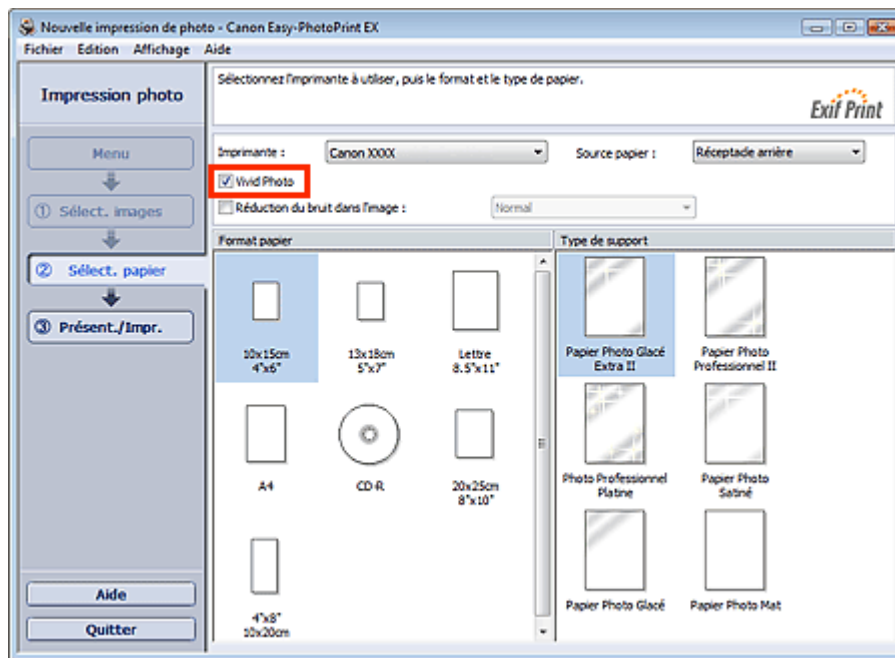 Nouvelle impression de photo - Canon Easy-PhotoPrint EX
Fichier Edition Affichage Aide
Impression photo
Sélectionnez l'imprimante à utiliser, puis le format et le type de papier.
Exif Print
Menu
① Sélect. images
② Sélect. papier
③ Présent./Impr.
Aide
Quitter
Imprimante : Canon XXXX Source papier : Réceptacle arrière
Vivid Photo
Réduction du bruit dans l'image : Normal
Format papier
10x15cm
4"x6"
13x18cm
5"x7"
Lettre
8.5"x11"
A4
CD-R
20x25cm
8"x10"
4"x8"
10x20cm
Type de support
Papier Photo Glacé
Extra II
Papier Photo
Professionnel II
Photo Professionnel
Platine
Papier Photo
Satiné
Papier Photo Glacé
Papier Photo Mat